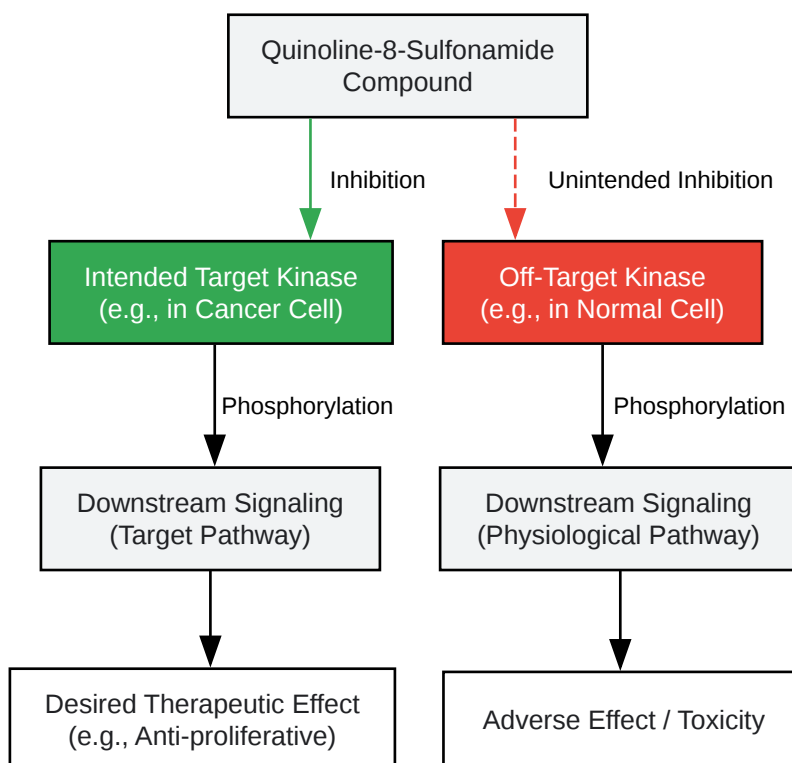 Quinoline-8-Sulfonamide
Compound
Inhibition
Unintended Inhibition
Intended Target Kinase
(e.g., in Cancer Cell)
Off-Target Kinase
(e.g., in Normal Cell)
Phosphorylation
Phosphorylation
Downstream Signaling
(Target Pathway)
Downstream Signaling
(Physiological Pathway)
Desired Therapeutic Effect
(e.g., Anti-proliferative)
Adverse Effect / Toxicity